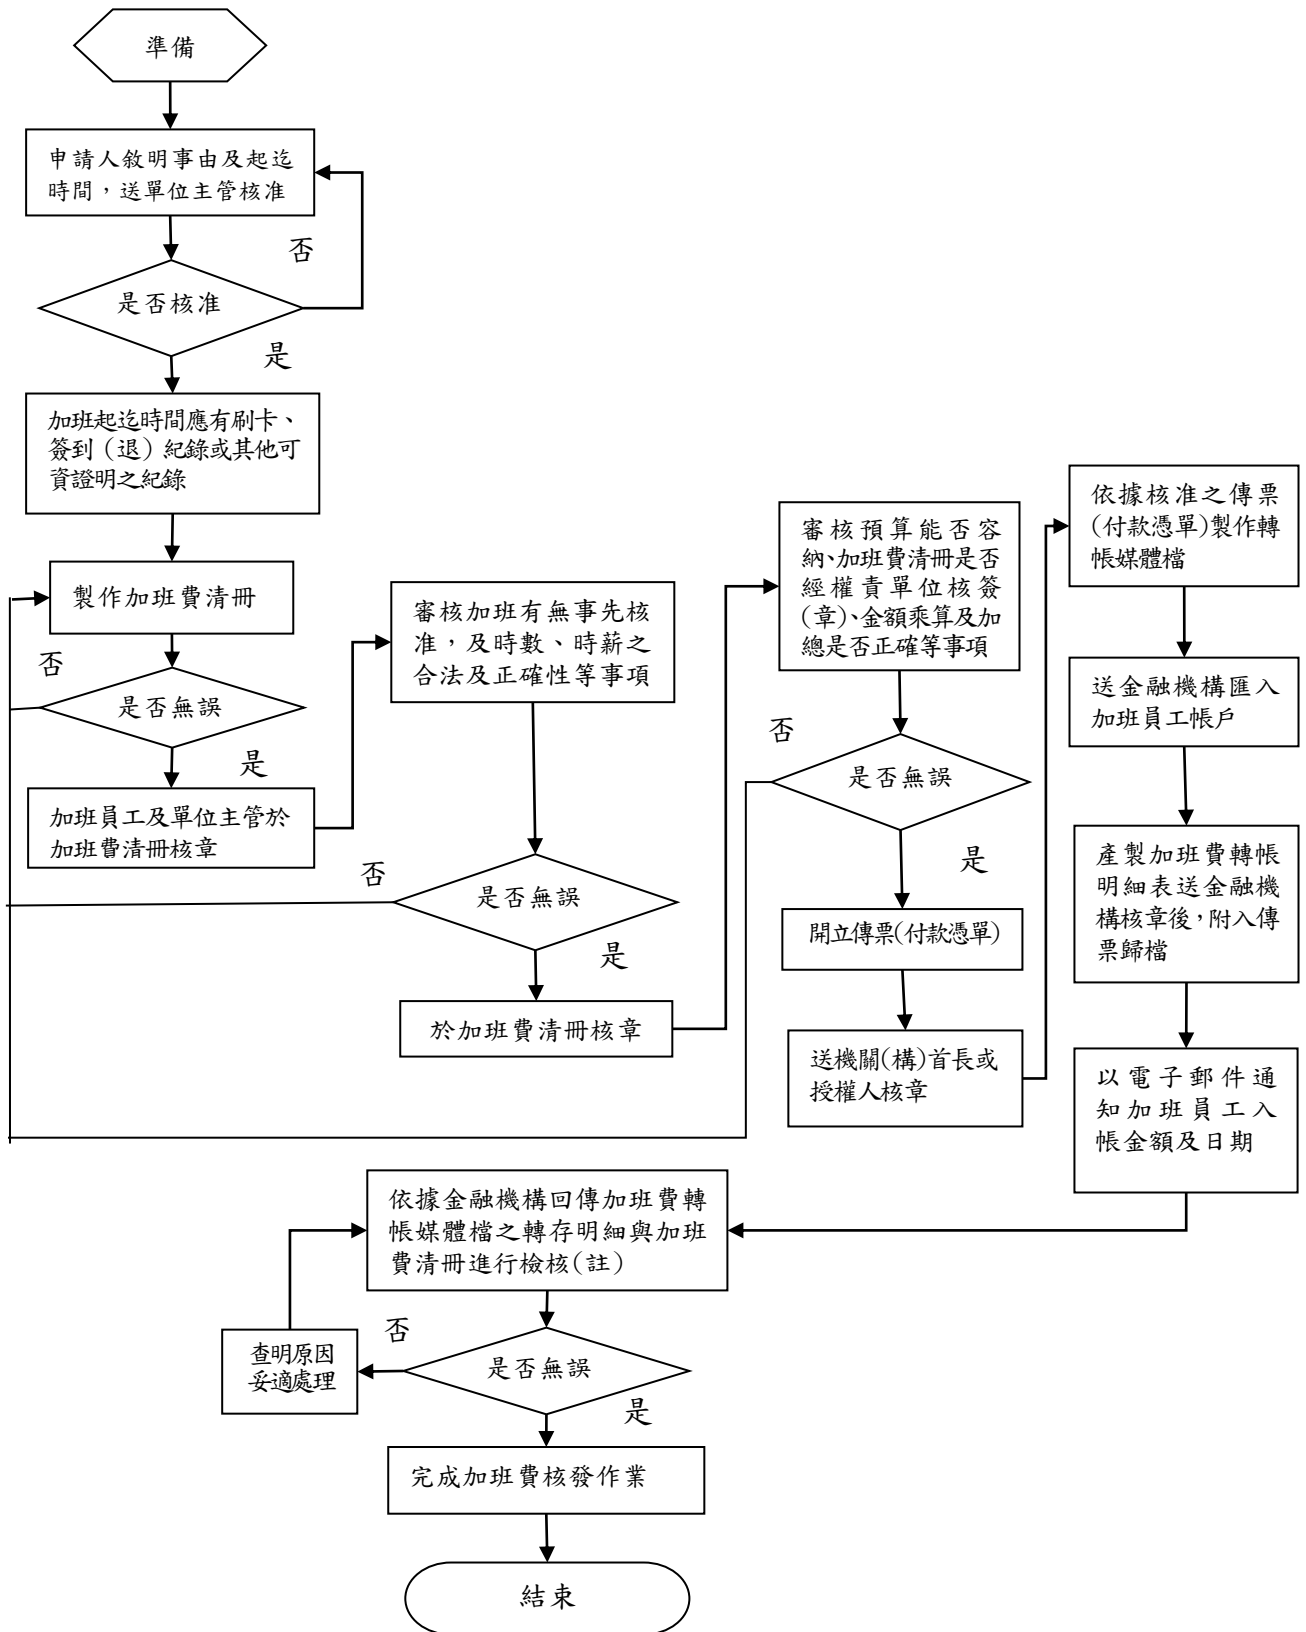 準備
申請人敘明事由及起迄
時間，送單位主管核准
否
是否核准
是
加班起迄時間應有刷卡、
簽到（退）紀錄或其他可
資證明之紀錄
製作加班費清冊
否
是否無誤
是
加班員工及單位主管於
加班費清冊核章
審核加班有無事先核
准，及時數、時薪之
合法及正確性等事項
否
是否無誤
是
於加班費清冊核章
審核預算能否容
納、加班費清冊是否
經權責單位核簽
(章)、金額乘算及加
總是否正確等事項
否
是否無誤
是
開立傳票(付款憑單)
送機關(構)首長或
授權人核章
依據核准之傳票
(付款憑單)製作轉
帳媒體檔
送金融機構匯入
加班員工帳戶
產製加班費轉帳
明細表送金融機
構核章後，附入傳
票歸檔
以電子郵件通
知加班員工入
帳金額及日期
依據金融機構回傳加班費轉
帳媒體檔之轉存明細與加班
費清冊進行檢核(註)
否
查明原因
妥適處理
是否無誤
是
完成加班費核發作業
結束